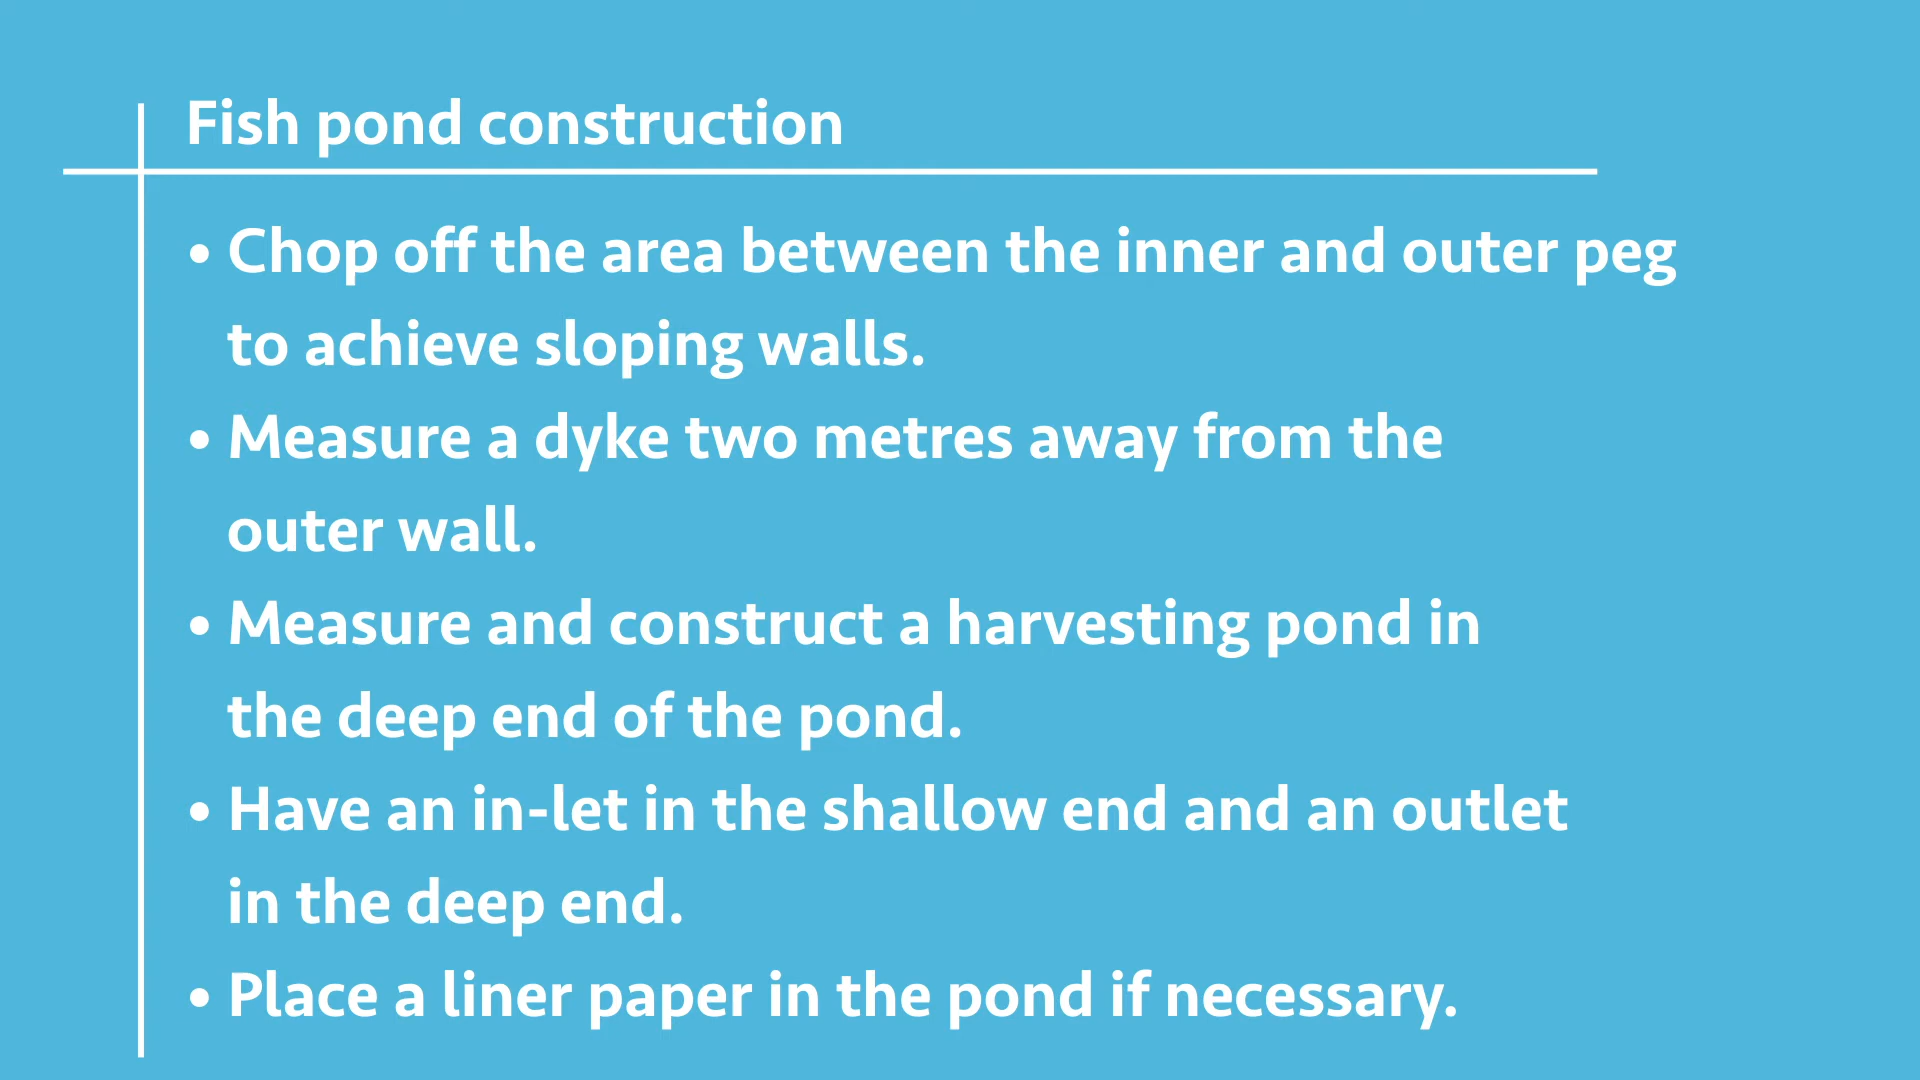 Fish pond construction
• Chop off the area between the inner and outer peg
to achieve sloping walls.
• Measure a dyke two metres away from the
outer wall.
• Measure and construct a harvesting pond in
the deep end of the pond.
• Have an in-let in the shallow end and an outlet
in the deep end.
• Place a liner paper in the pond if necessary.